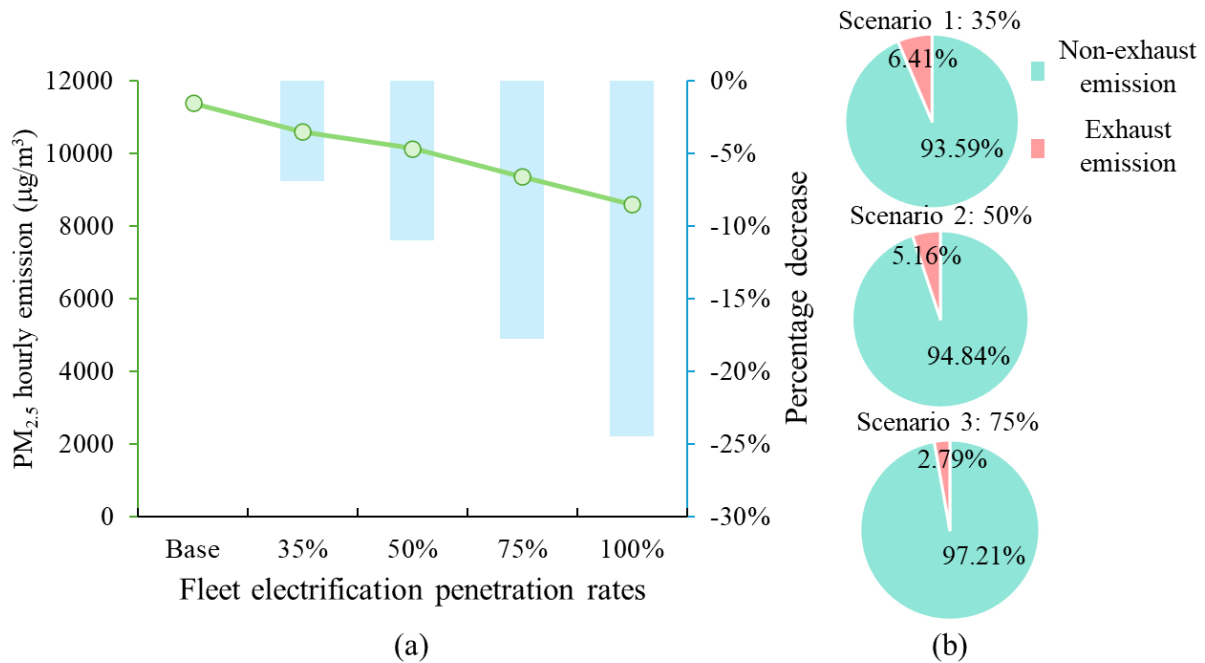 12000
10000
8000
6000
4000
2000
0
PM2.5 hourly emission (μg/m³)
0%
-5%
-10%
-15%
-20%
-25%
-30%
Percentage decrease
Base 35% 50% 75% 100%
Fleet electrification penetration rates
(a)
Scenario 1: 35%
6.41%
93.59%
Non-exhaust
emission
Exhaust
emission
Scenario 2: 50%
5.16%
94.84%
Scenario 3: 75%
2.79%
97.21%
(b)